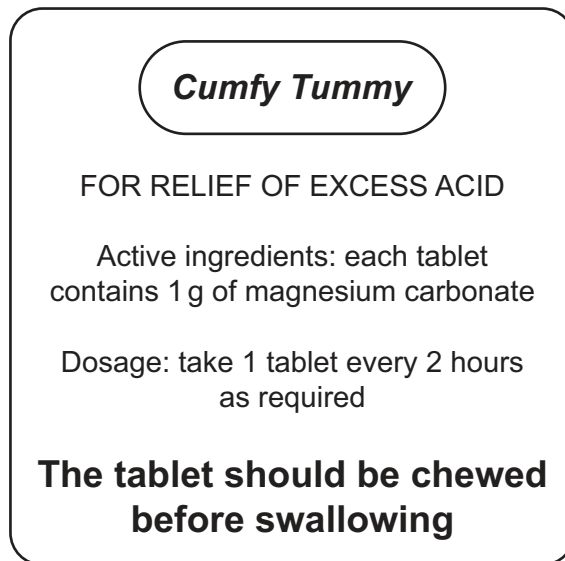 Cumfy Tummy
FOR RELIEF OF EXCESS ACID
Active ingredients: each tablet
contains 1 g of magnesium carbonate
Dosage: take 1 tablet every 2 hours
as required
The tablet should be chewed
before swallowing